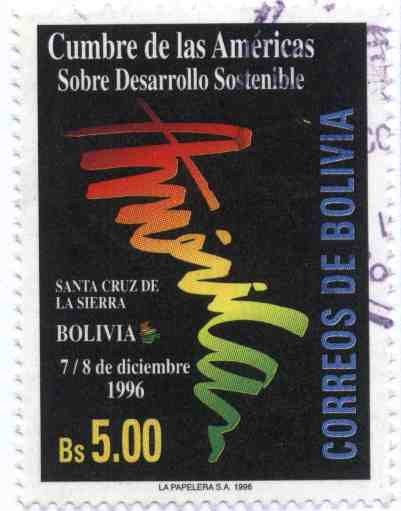 Cumbre de las Américas
Sobre Desarrollo Sostenible
Américas
SANTA CRUZ DE
LA SIERRA
BOLIVIA
7 / 8 de diciembre
1996
Bs 5.00
CORREOS DE BOLIVIA
LA PAPELERA S.A. 1996